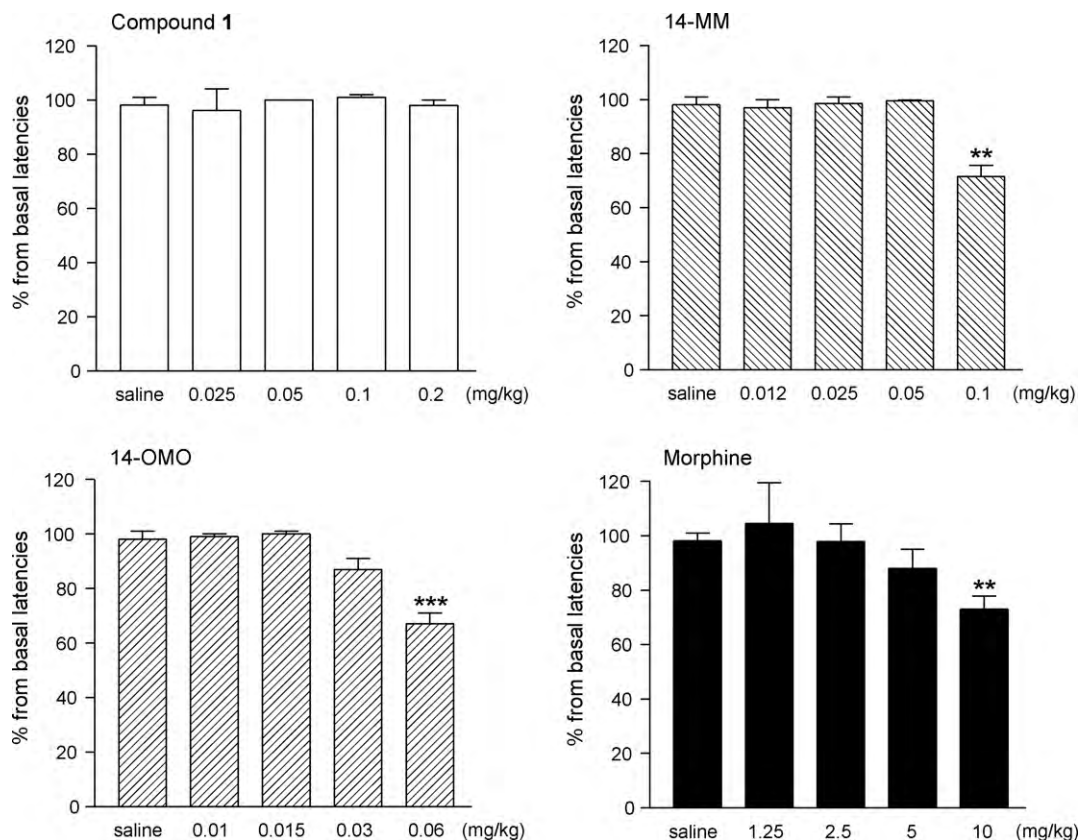 Compound 1
120
100
80
60
40
20
0
% from basal latencies
saline 0.025 0.05 0.1 0.2 (mg/kg)
14-MM
120
100
80
60
40
20
0
% from basal latencies
**
saline 0.012 0.025 0.05 0.1 (mg/kg)
14-OMO
120
100
80
60
40
20
0
% from basal latencies
***
saline 0.01 0.015 0.03 0.06 (mg/kg)
Morphine
120
100
80
60
40
20
0
% from basal latencies
**
saline 1.25 2.5 5 10 (mg/kg)